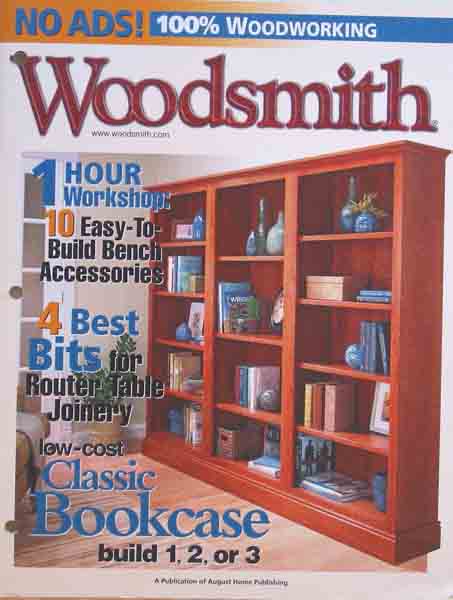 NO ADS! 100% WOODWORKING
Woodsmith
www.woodsmith.com
1 HOUR
Workshop:
10 Easy-To-
Build Bench
Accessories
4 Best
Bits for
Router Table
Joinery
low-cost
Classic
Bookcase
build 1, 2, or 3
A Publication of August Home Publishing